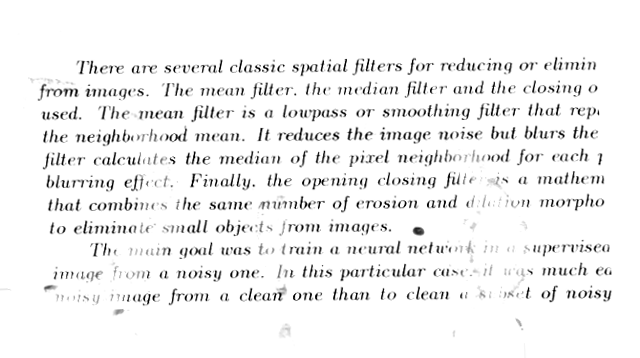 There are several classic spatial filters for reducing or elimin
from images. The mean filter, the median filter and the closing o
used. The mean filter is a lowpass or smoothing filter that repl
the neighborhood mean. It reduces the image noise but blurs the
filter calculates the median of the pixel neighborhood for each p
blurring effect. Finally, the opening closing filter is a mathem
that combines the same number of erosion and dilation morpho
to eliminate small objects from images.
The main goal was to train a neural network in a supervised
image from a noisy one. In this particular case, it was much ea
noisy image from a clean one than to clean a subset of noisy